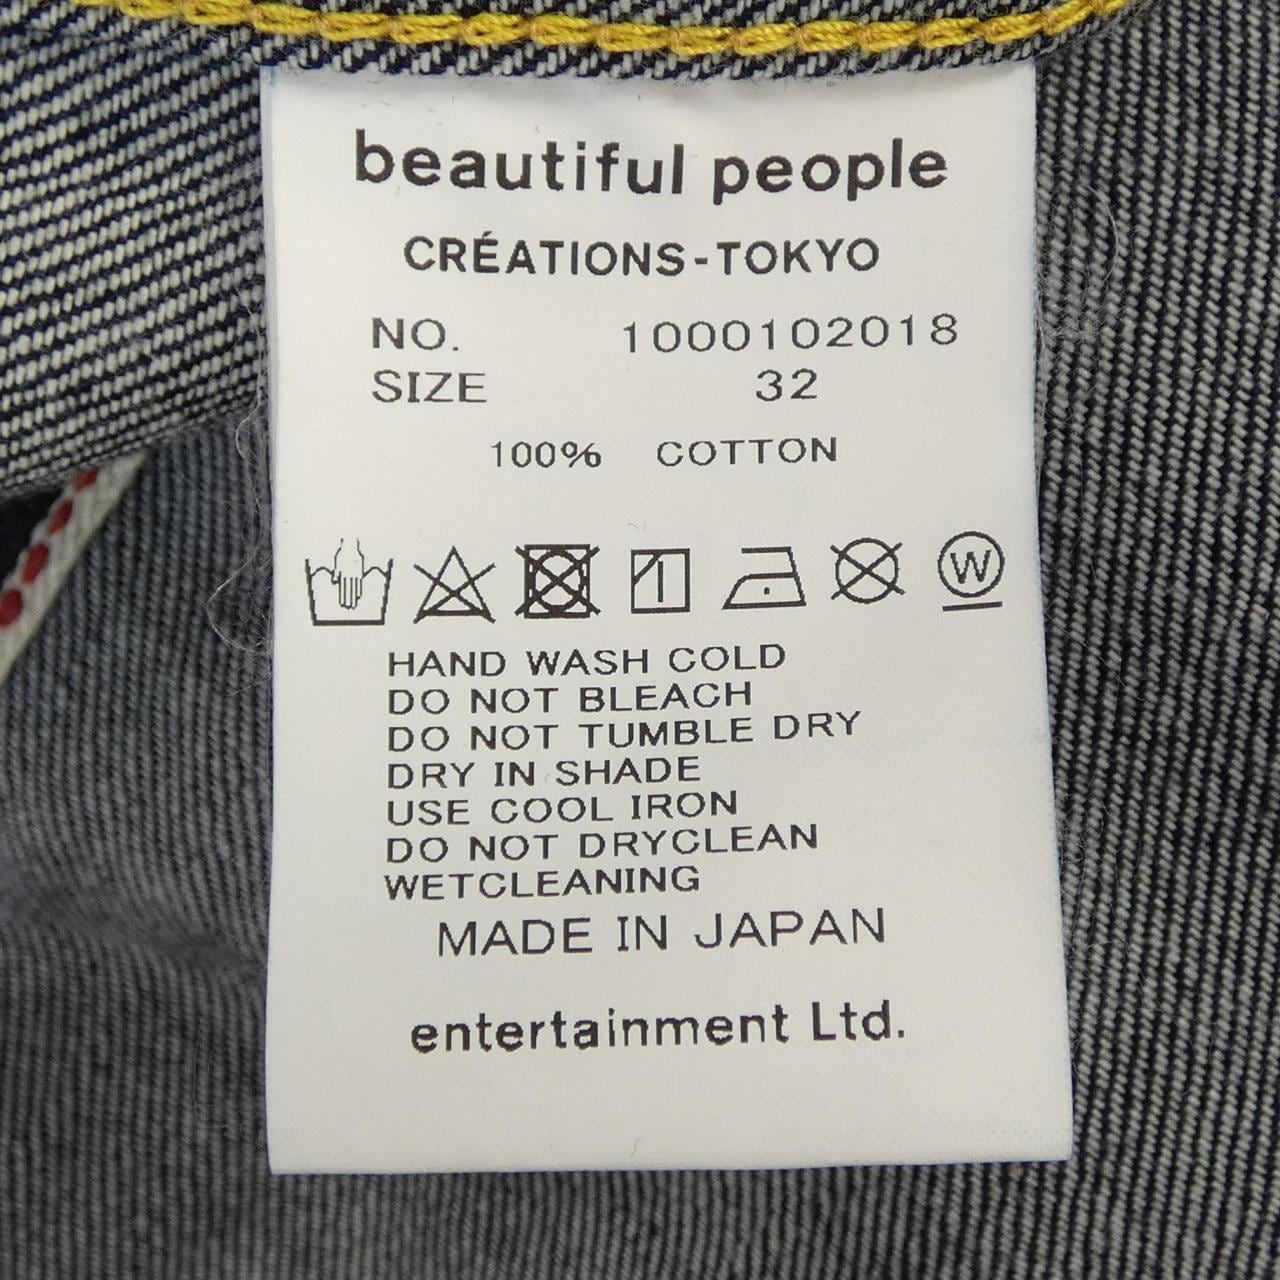 beautiful people
CRÉATIONS-TOKYO
NO. 1000102018
SIZE 32
100% COTTON
W
HAND WASH COLD
DO NOT BLEACH
DO NOT TUMBLE DRY
DRY IN SHADE
USE COOL IRON
DO NOT DRYCLEAN
WETCLEANING
MADE IN JAPAN
entertainment Ltd.